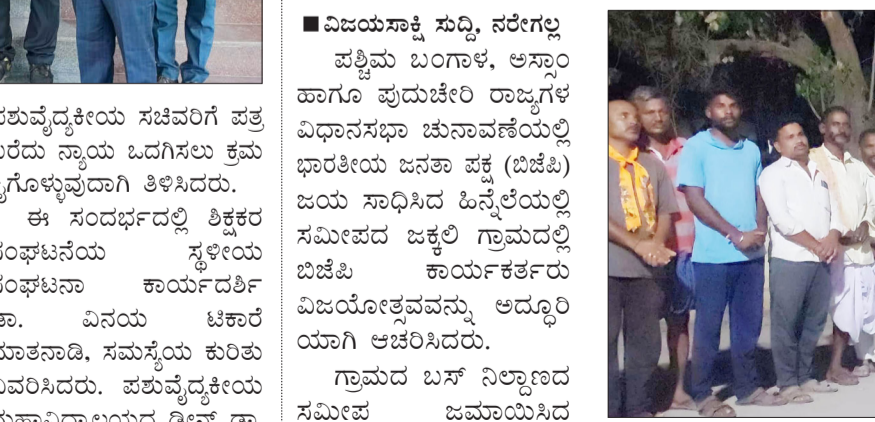 ಪಶುವೈದ್ಯಕೀಯ ಸಚಿವರಿಗೆ ಪತ್ರ
ಬರೆದು ನ್ಯಾಯ ಒದಗಿಸಲು ಕ್ರಮ
ಕೈಗೊಳ್ಳುವುದಾಗಿ ತಿಳಿಸಿದರು.
ಈ ಸಂದರ್ಭದಲ್ಲಿ ಶಿಕ್ಷಕರ
ಸಂಘಟನೆಯ ಸ್ಥಳೀಯ
ಸಂಘಟನಾ ಕಾರ್ಯದರ್ಶಿ
ಡಾ. ವಿನಯ ಟಿಕಾರೆ
ಮಾತನಾಡಿ, ಸಮಸ್ಯೆಯ ಕುರಿತು
ವಿವರಿಸಿದರು. ಪಶುವೈದ್ಯಕೀಯ
ಮಹಾವಿದ್ಯಾಲಯದ ಡೀನ್ ಡಾ.
■ ವಿಜಯಸಾಕ್ಷಿ ಸುದ್ದಿ, ನರೇಗಲ್ಲ
ಪಶ್ಚಿಮ ಬಂಗಾಳ, ಅಸ್ಸಾಂ
ಹಾಗೂ ಪುದುಚೇರಿ ರಾಜ್ಯಗಳ
ವಿಧಾನಸಭಾ ಚುನಾವಣೆಯಲ್ಲಿ
ಭಾರತೀಯ ಜನತಾ ಪಕ್ಷ (ಬಿಜೆಪಿ)
ಜಯ ಸಾಧಿಸಿದ ಹಿನ್ನೆಲೆಯಲ್ಲಿ
ಸಮೀಪದ ಜಕ್ಕಲಿ ಗ್ರಾಮದಲ್ಲಿ
ಬಿಜೆಪಿ ಕಾರ್ಯಕರ್ತರು
ವಿಜಯೋತ್ಸವವನ್ನು ಅದ್ಧೂರಿ
ಯಾಗಿ ಆಚರಿಸಿದರು.
ಗ್ರಾಮದ ಬಸ್ ನಿಲ್ದಾಣದ
ಸಮೀಪ ಜಮಾಯಿಸಿದ